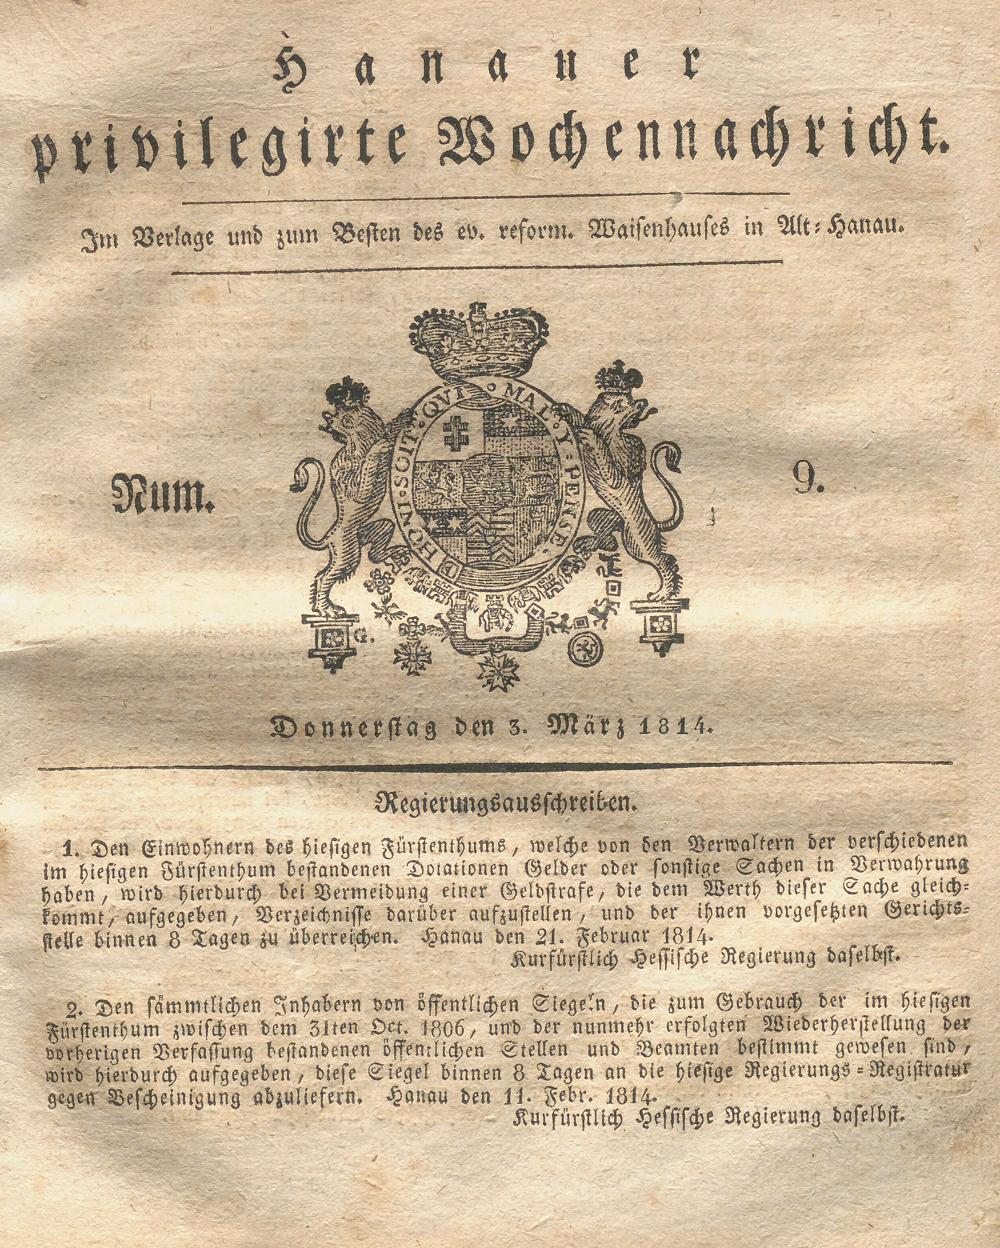 Hanauer
privilegirte Wochennachricht.
Im Verlage und zum Besten des ev. reform. Waisenhauses in Alt-Hanau.
HONI·SOIT·QVI·MAL·Y·PENSE·
Num. 9.
G.
Donnerstag den 3. März 1814.
Regierungsausschreiben.
1. Den Einwohnern des hiesigen Fürstenthums, welche von den Verwaltern der verschiedenen
im hiesigen Fürstenthum bestandenen Dotationen Gelder oder sonstige Sachen in Verwahrung
haben, wird hierdurch bei Vermeidung einer Geldstrafe, die dem Werth dieser Sache gleich-
kommt, aufgegeben, Verzeichnisse darüber aufzustellen, und der ihnen vorgesetzten Gerichts-
stelle binnen 8 Tagen zu überreichen. Hanau den 21. Februar 1814.
Kurfürstlich Hessische Regierung daselbst.
2. Den sämmtlichen Inhabern von öffentlichen Siegeln, die zum Gebrauch der im hiesigen
Fürstenthum zwischen dem 31ten Oct. 1806, und der nunmehr erfolgten Wiederherstellung der
vorherigen Verfassung bestandenen öffentlichen Stellen und Beamten bestimmt gewesen sind,
wird hierdurch aufgegeben, diese Siegel binnen 8 Tagen an die hiesige Regierungs-Registratur
gegen Bescheinigung abzuliefern. Hanau den 11. Febr. 1814.
Kurfürstlich Hessische Regierung daselbst.